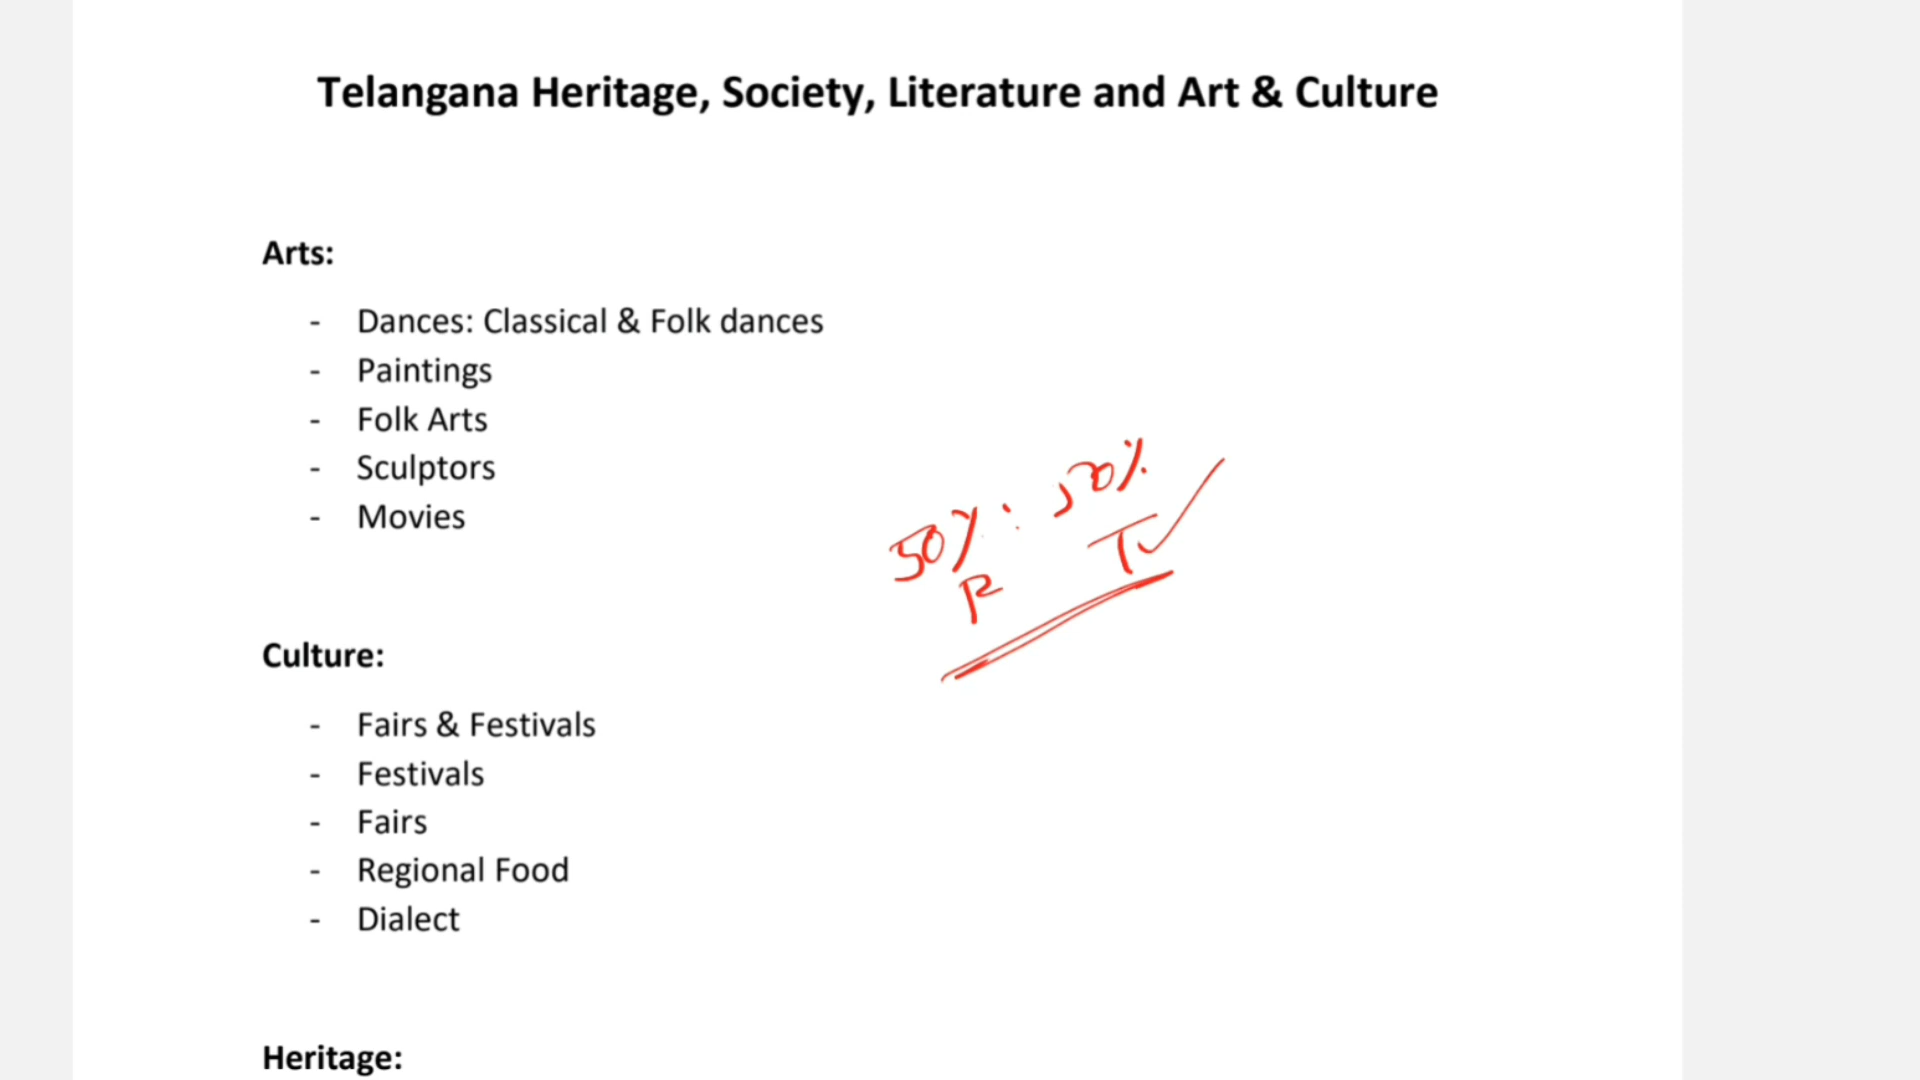 Telangana Heritage, Society, Literature and Art & Culture
Arts:
- Dances: Classical & Folk dances
- Paintings
- Folk Arts
- Sculptors
- Movies
50% : 50%
R T
Culture:
- Fairs & Festivals
- Festivals
- Fairs
- Regional Food
- Dialect
Heritage: